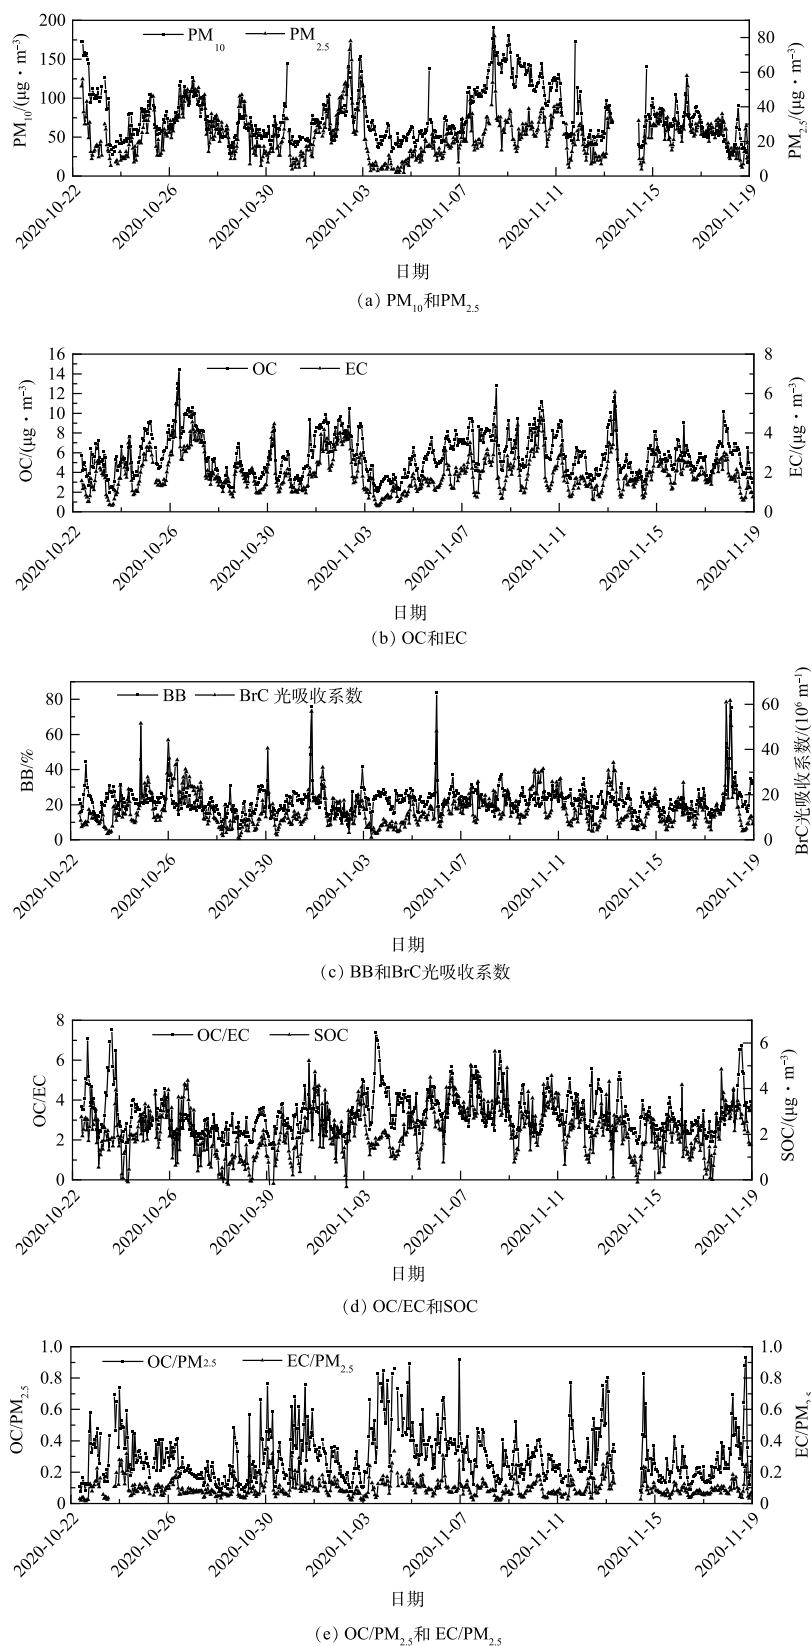 PM10 PM2.5
PM10/(μg·m−3)
200
150
100
50
0
PM2.5/(μg·m−3)
80
60
40
20
0
2020-10-22 2020-10-26 2020-10-30 2020-11-03 2020-11-07 2020-11-11 2020-11-15 2020-11-19
日期
(a) PM10和PM2.5
OC EC
OC/(μg·m−3)
16
14
12
10
8
6
4
2
0
EC/(μg·m−3)
8
6
4
2
0
2020-10-22 2020-10-26 2020-10-30 2020-11-03 2020-11-07 2020-11-11 2020-11-15 2020-11-19
日期
(b) OC和EC
BB BrC 光吸收系数
BB/%
80
60
40
20
0
BrC光吸收系数/(106 m−1)
60
40
20
0
2020-10-22 2020-10-26 2020-10-30 2020-11-03 2020-11-07 2020-11-11 2020-11-15 2020-11-19
日期
(c) BB和BrC光吸收系数
OC/EC SOC
OC/EC
8
6
4
2
0
SOC/(μg·m−3)
6
4
2
0
2020-10-22 2020-10-26 2020-10-30 2020-11-03 2020-11-07 2020-11-11 2020-11-15 2020-11-19
日期
(d) OC/EC和SOC
OC/PM2.5 EC/PM2.5
OC/PM2.5
1.0
0.8
0.6
0.4
0.2
0
EC/PM2.5
1.0
0.8
0.6
0.4
0.2
0
2020-10-22 2020-10-26 2020-10-30 2020-11-03 2020-11-07 2020-11-11 2020-11-15 2020-11-19
日期
(e) OC/PM2.5和 EC/PM2.5